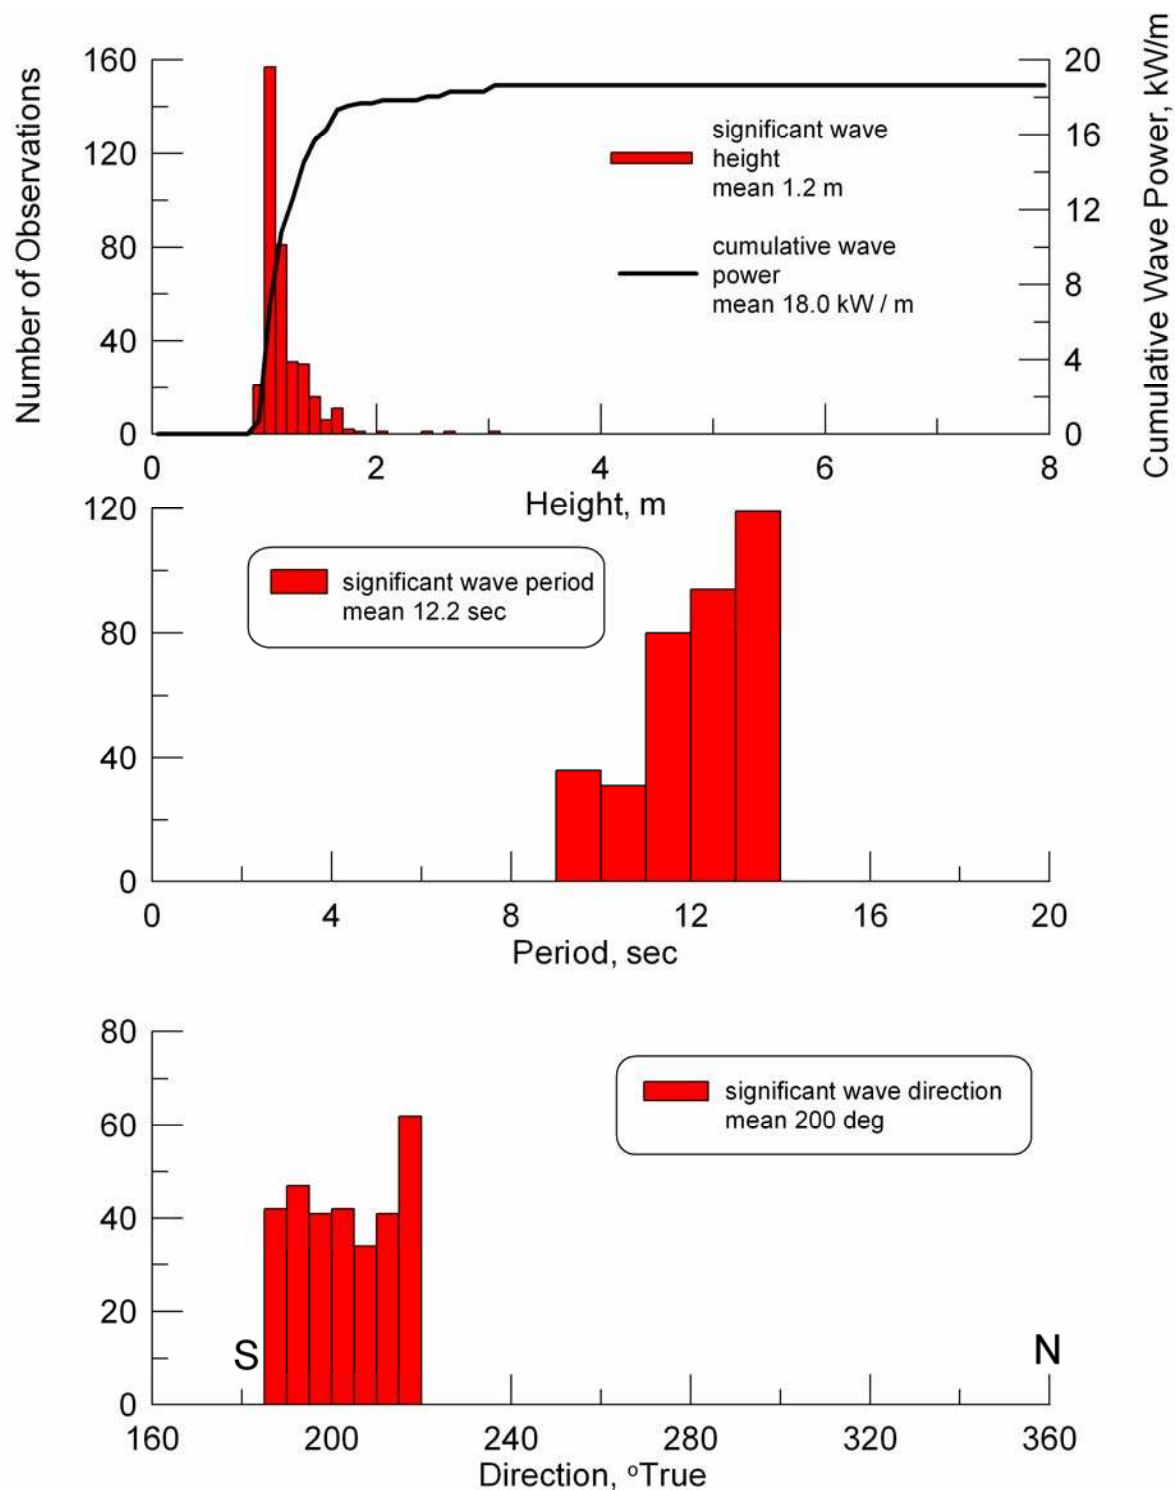 Number of Observations
Cumulative Wave Power, kW/m
160
120
80
40
0
20
16
12
8
4
0
significant wave
height
mean 1.2 m
cumulative wave
power
mean 18.0 kW / m
0 2 4 6 8
Height, m
120
80
40
0
significant wave period
mean 12.2 sec
0 4 8 12 16 20
Period, sec
80
60
40
20
0
significant wave direction
mean 200 deg
S
N
160 200 240 280 320 360
Direction, °True